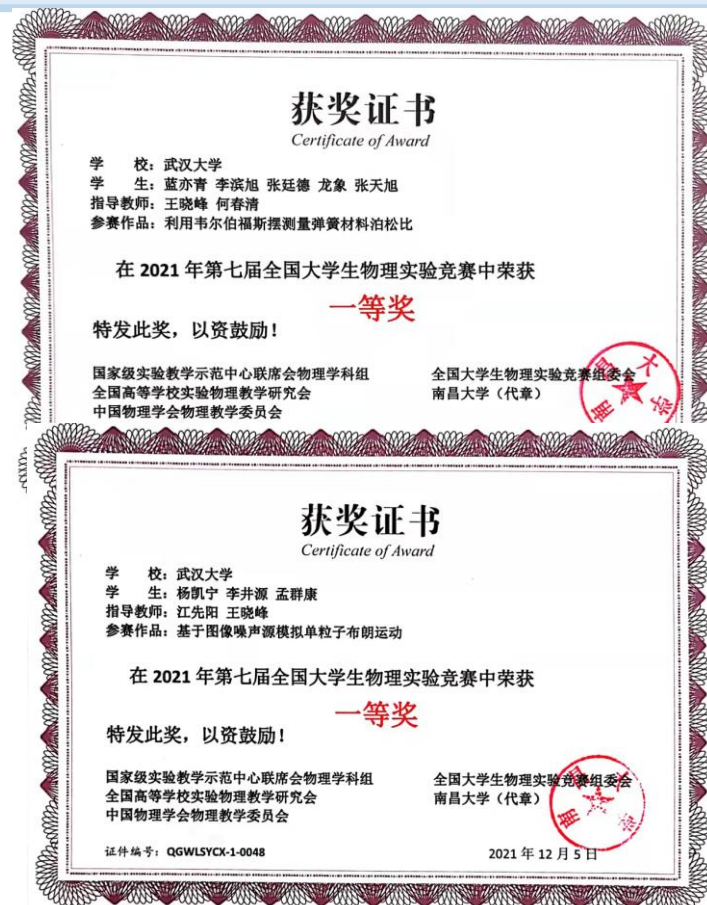 获奖证书
Certificate of Award
学 校：武汉大学
学 生：蓝亦青 李滨旭 张廷德 龙象 张天旭
指导教师：王晓峰 何春清
参赛作品：利用韦尔伯福斯摆测量弹簧材料泊松比
在 2021 年第七届全国大学生物理实验竞赛中荣获
一等奖
特发此奖，以资鼓励！
国家级实验教学示范中心联席会物理学科组
全国高等学校实验物理教学研究会
中国物理学会物理教学委员会
全国大学生物理实验竞赛组委会
南昌大学（代章）
南昌大学
获奖证书
Certificate of Award
学 校：武汉大学
学 生：杨凯宁 李井源 孟群康
指导教师：江先阳 王晓峰
参赛作品：基于图像噪声源模拟单粒子布朗运动
在 2021 年第七届全国大学生物理实验竞赛中荣获
一等奖
特发此奖，以资鼓励！
国家级实验教学示范中心联席会物理学科组
全国高等学校实验物理教学研究会
中国物理学会物理教学委员会
全国大学生物理实验竞赛组委会
南昌大学（代章）
南昌大学
证件编号：QGWLSYCX-1-0048
2021 年 12 月 5 日